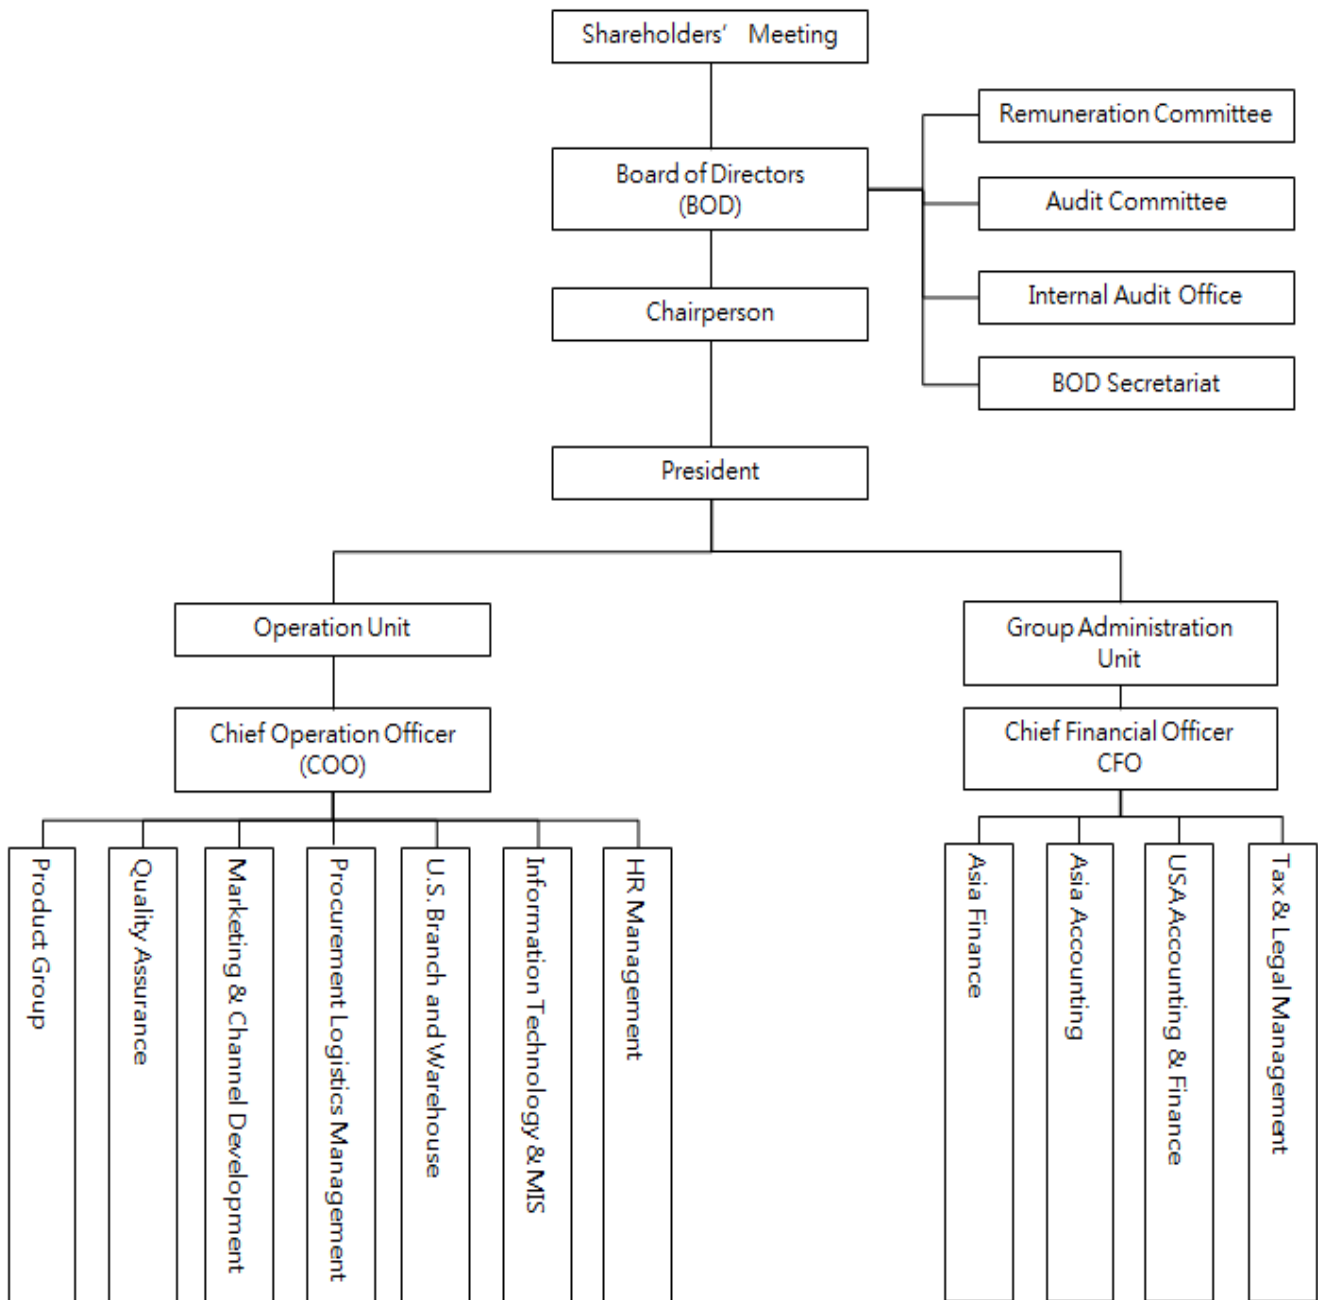 Shareholders' Meeting
Remuneration Committee
Board of Directors
(BOD)
Audit Committee
Internal Audit Office
Chairperson
BOD Secretariat
President
Operation Unit
Group Administration
Unit
Chief Operation Officer
(COO)
Chief Financial Officer
CFO
Product Group
Quality Assurance
Marketing & Channel Development
Procurement Logistics Management
U.S. Branch and Warehouse
Information Technology & MIS
HR Management
Asia Finance
Asia Accounting
USA Accounting & Finance
Tax & Legal Management